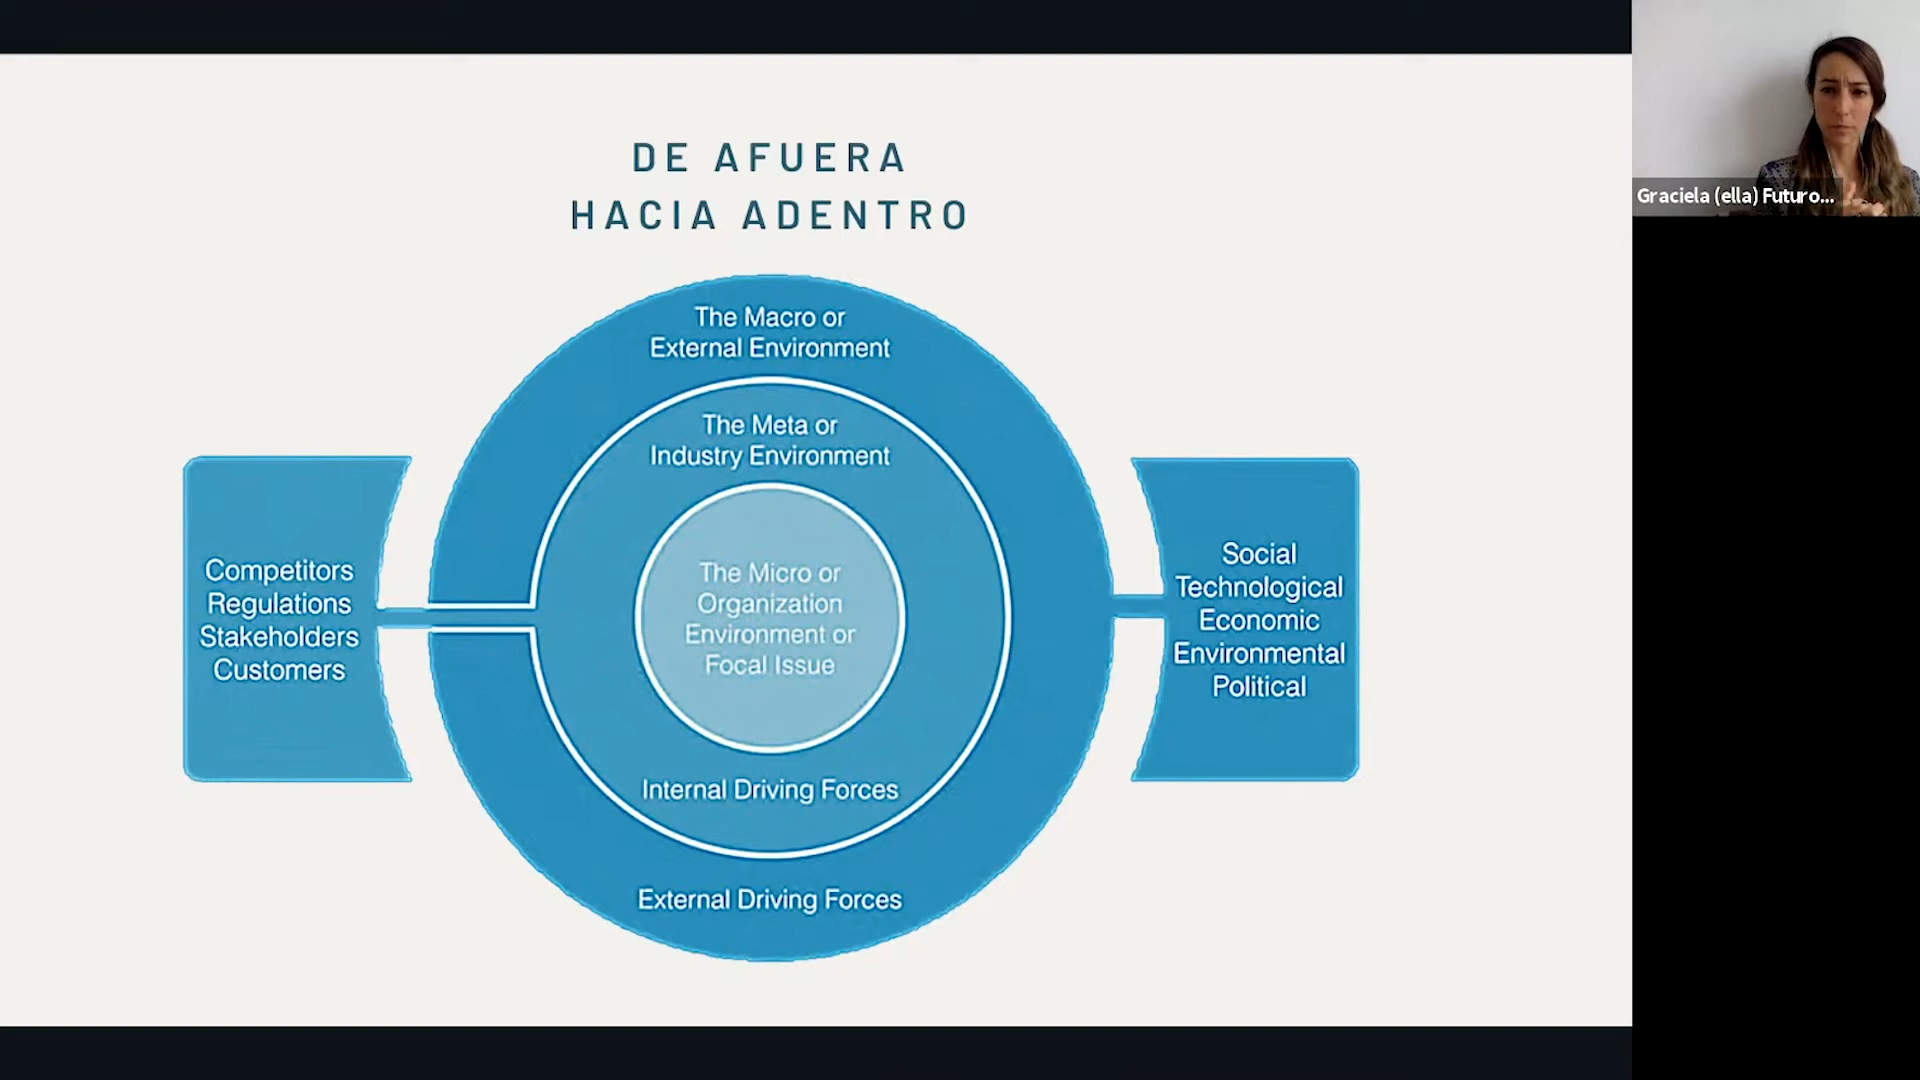 DE AFUERA
HACIA ADENTRO
The Macro or
External Environment
The Meta or
Industry Environment
The Micro or
Organization
Environment or
Focal Issue
Internal Driving Forces
External Driving Forces
Competitors
Regulations
Stakeholders
Customers
Social
Technological
Economic
Environmental
Political
Graciela (ella) Futuro...